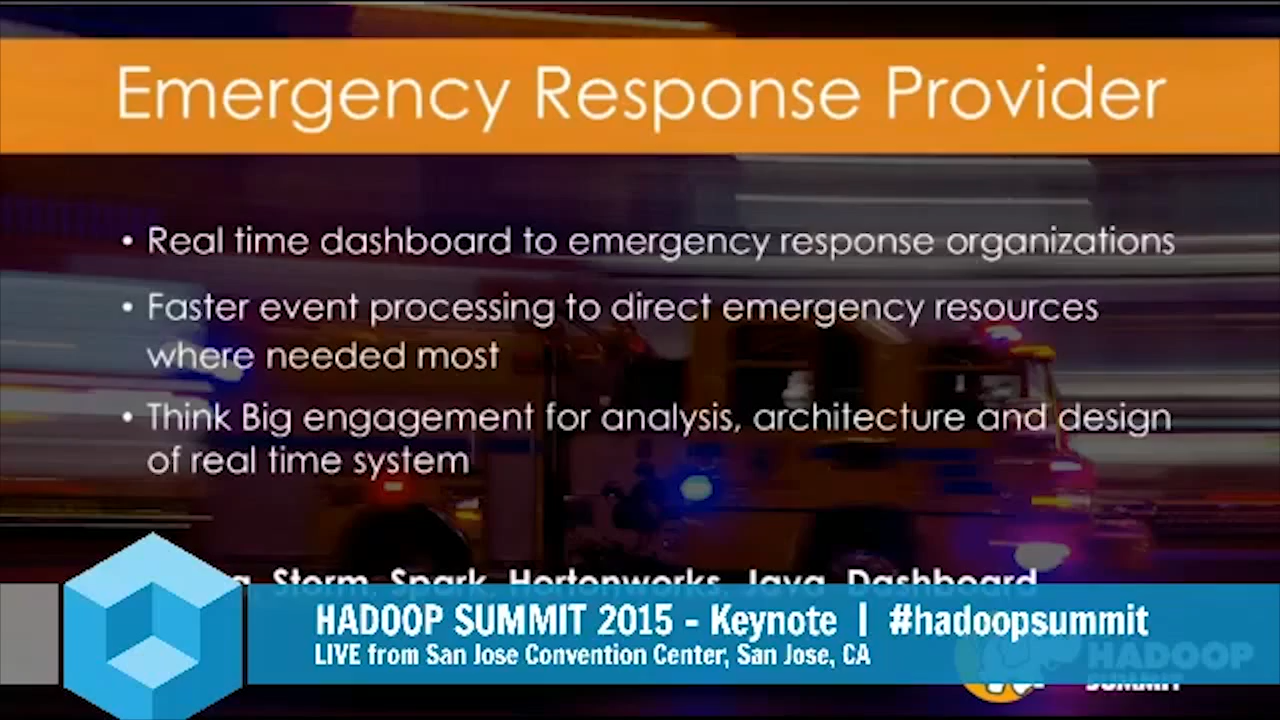 Emergency Response Provider
• Real time dashboard to emergency response organizations
• Faster event processing to direct emergency resources
where needed most
• Think Big engagement for analysis, architecture and design
of real time system
Storm, Spark, Hortonworks, Java, Dashboard
HADOOP SUMMIT 2015 - Keynote | #hadoopsummit
LIVE from San Jose Convention Center, San Jose, CA
HADOOP
SUMMIT